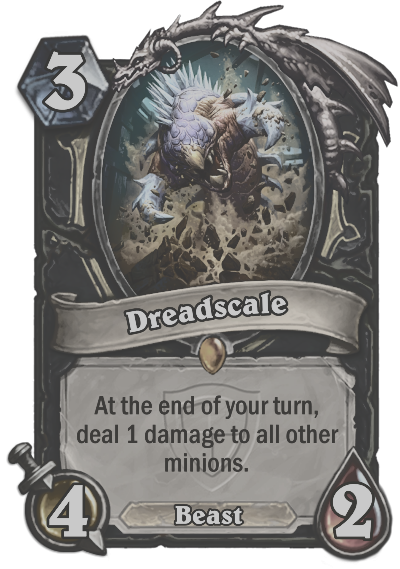 3
Dreadscale
At the end of your turn,
deal 1 damage to all other
minions.
4
Beast
2